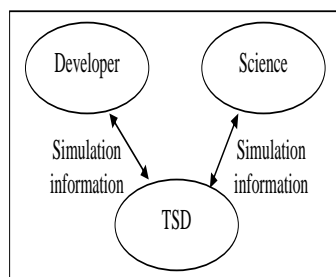 Developer
Science
Simulation
information
Simulation
information
TSD